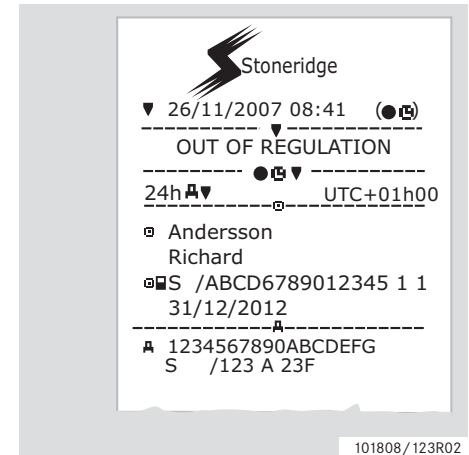 Stoneridge
▼ 26/11/2007 08:41 (●)
OUT OF REGULATION
24h▼ UTC+01h00
Andersson
Richard
S /ABCD6789012345 1 1
31/12/2012
1234567890ABCDEFG
S /123 A 23F
101808/123R02